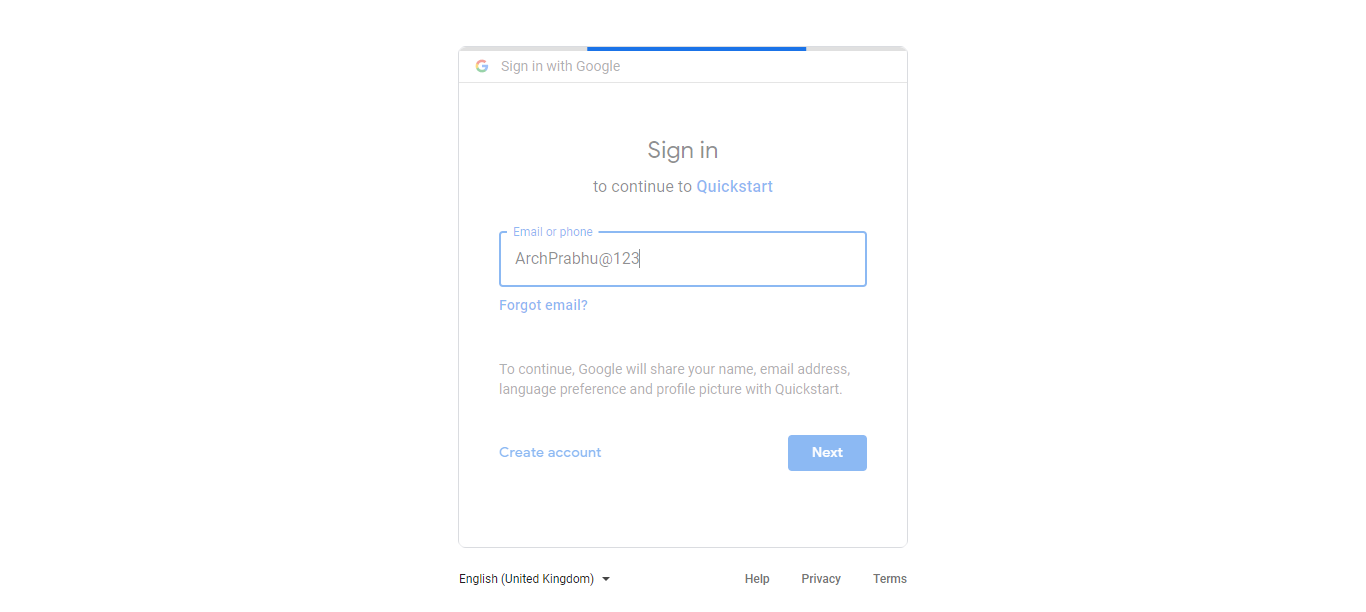 Sign in with Google
Sign in
to continue to Quickstart
Email or phone
ArchPrabhu@123
Forgot email?
To continue, Google will share your name, email address,
language preference and profile picture with Quickstart.
Create account
Next
English (United Kingdom)
Help
Privacy
Terms